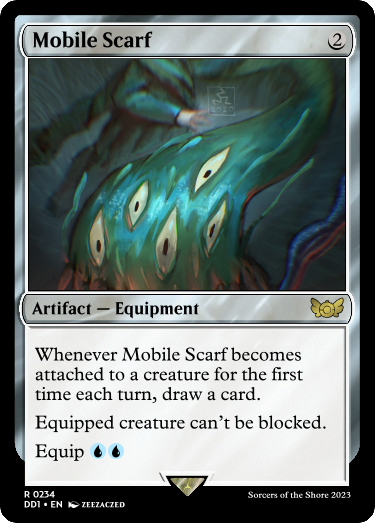 Mobile Scarf 2
Artifact — Equipment
Whenever Mobile Scarf becomes
attached to a creature for the first
time each turn, draw a card.
Equipped creature can't be blocked.
Equip
R 0234
DD1 • EN ZEEZACZED
Sorcers of the Shore 2023